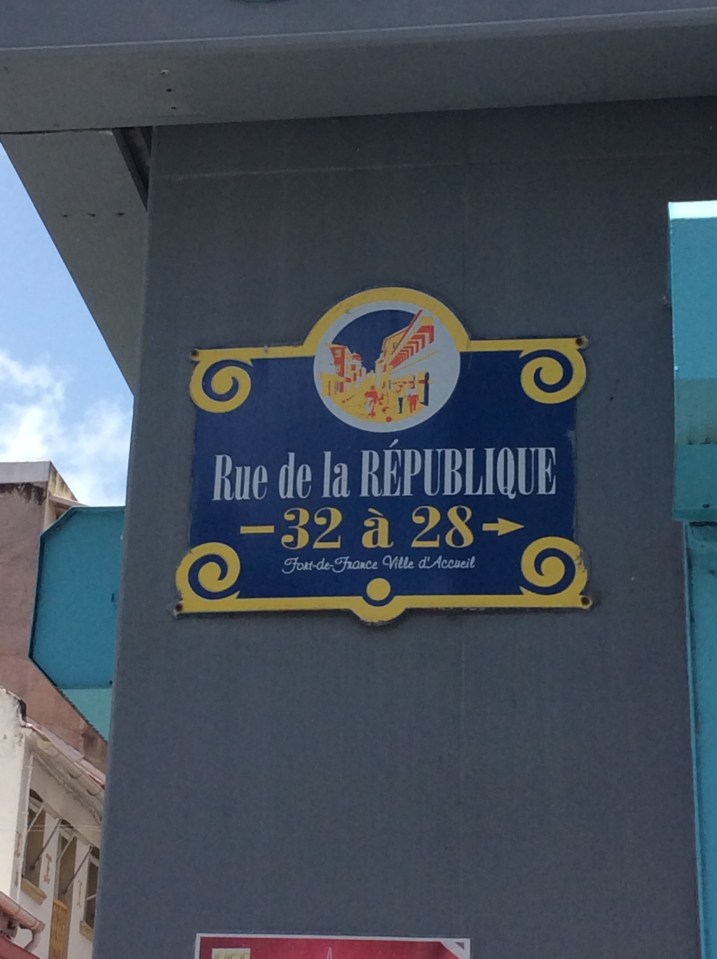 Rue de la RÉPUBLIQUE
32 à 28
Fort-de-France Ville d'Accueil